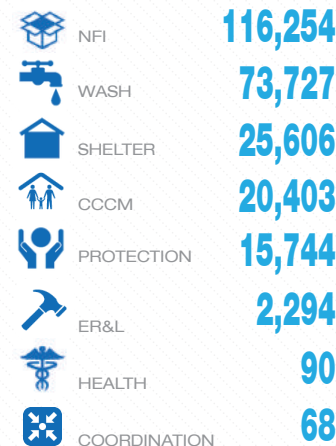 NFI 116,254
WASH 73,727
SHELTER 25,606
CCCM 20,403
PROTECTION 15,744
ER&L 2,294
HEALTH 90
COORDINATION 68